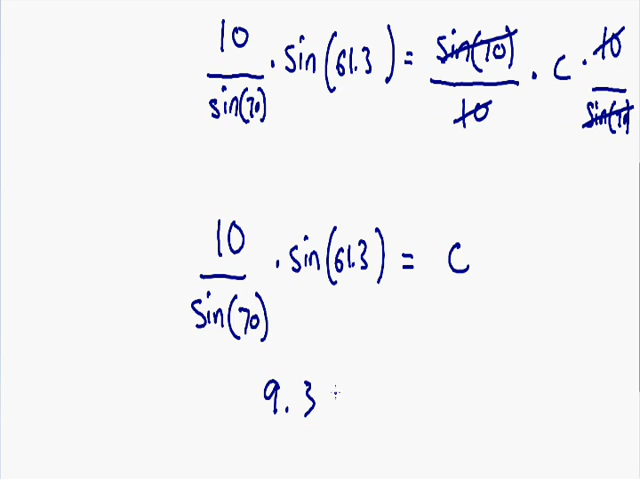 10/sin(70) · sin(61.3) = sin(70)/10 · c · 10/sin(70)
10/sin(70) · sin(61.3) = c
9.3